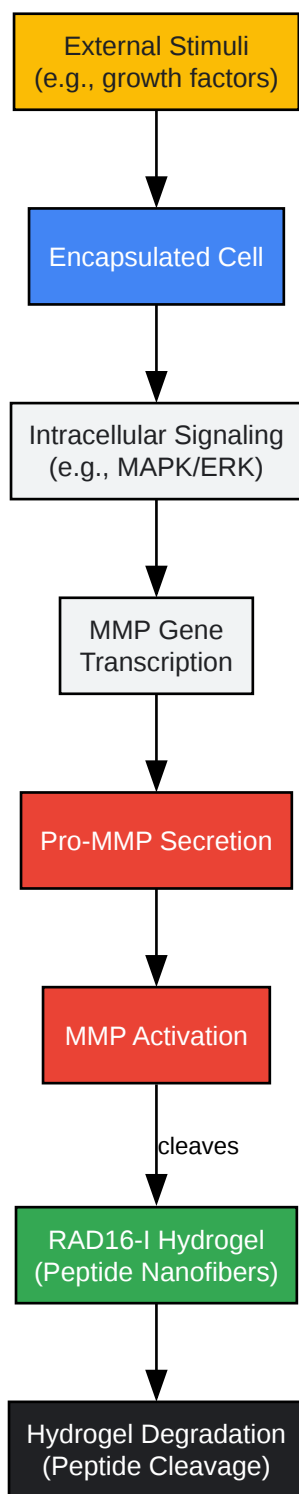 External Stimuli
(e.g., growth factors)
Encapsulated Cell
Intracellular Signaling
(e.g., MAPK/ERK)
MMP Gene
Transcription
Pro-MMP Secretion
MMP Activation
cleaves
RAD16-I Hydrogel
(Peptide Nanofibers)
Hydrogel Degradation
(Peptide Cleavage)